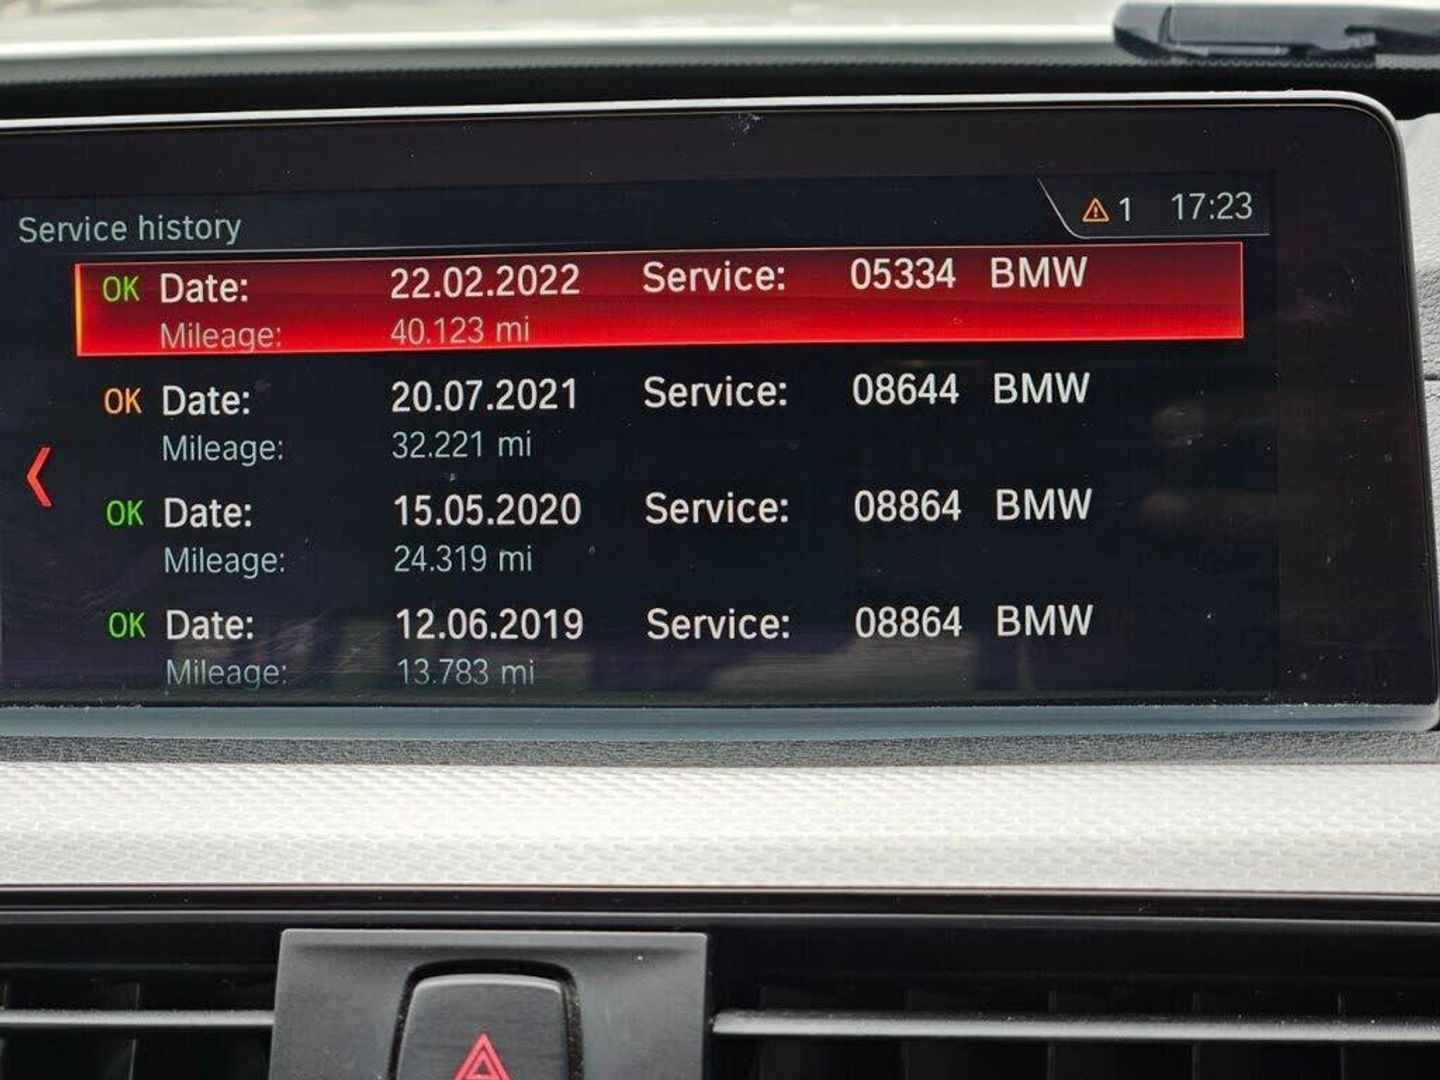 Service history
1 17:23
OK Date: 22.02.2022 Service: 05334 BMW
Mileage: 40.123 mi
OK Date: 20.07.2021 Service: 08644 BMW
Mileage: 32.221 mi
OK Date: 15.05.2020 Service: 08864 BMW
Mileage: 24.319 mi
OK Date: 12.06.2019 Service: 08864 BMW
Mileage: 13.783 mi